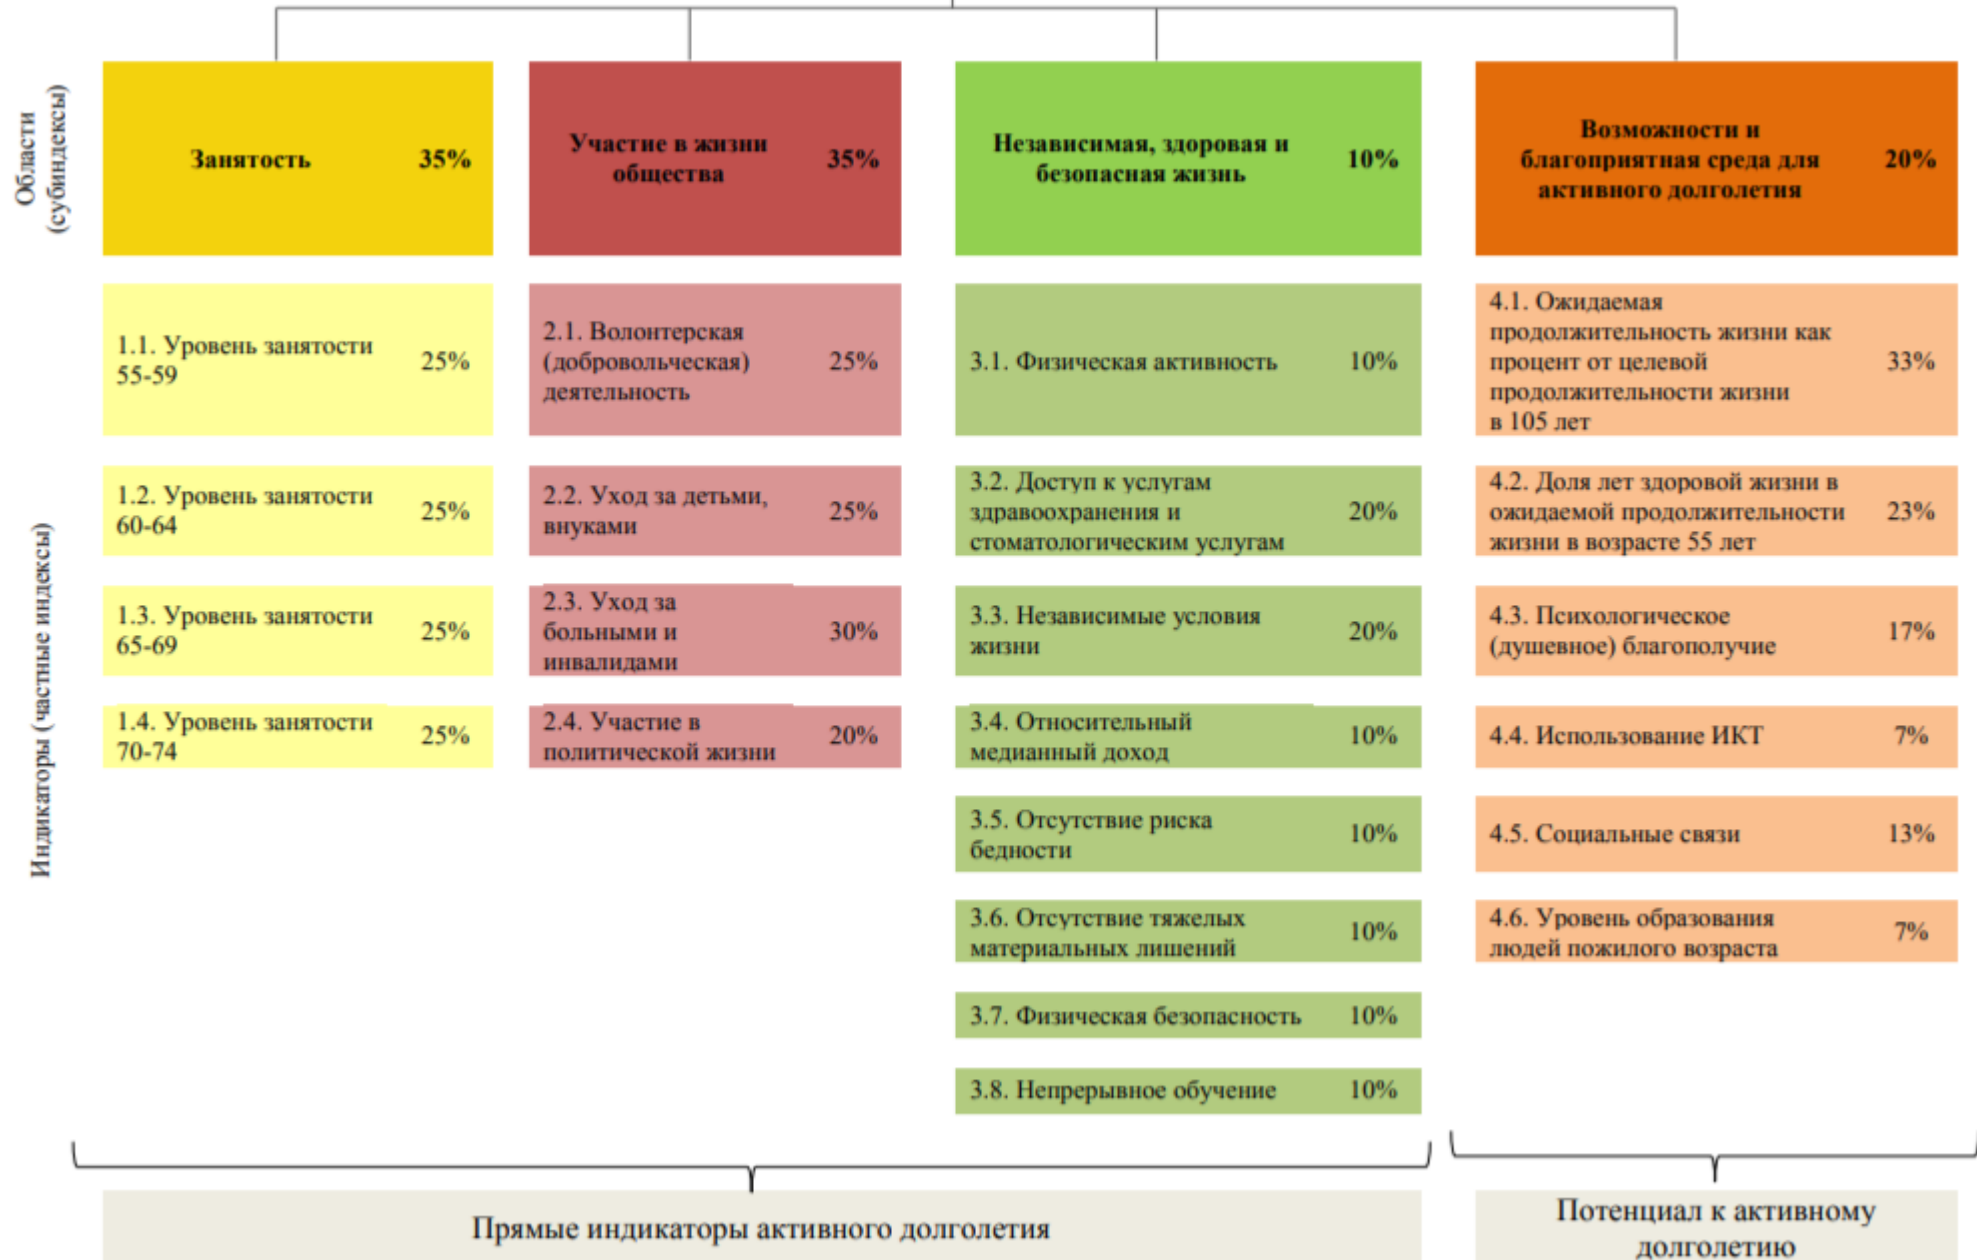 Области
(субиндексы)
Занятость 35%
Участие в жизни
общества 35%
Независимая, здоровая и
безопасная жизнь 10%
Возможности и
благоприятная среда для
активного долголетия 20%
Индикаторы (частные индексы)
1.1. Уровень занятости
55-59 25%
1.2. Уровень занятости
60-64 25%
1.3. Уровень занятости
65-69 25%
1.4. Уровень занятости
70-74 25%
2.1. Волонтерская
(добровольческая)
деятельность 25%
2.2. Уход за детьми,
внуками 25%
2.3. Уход за
больными и
инвалидами 30%
2.4. Участие в
политической жизни 20%
3.1. Физическая активность 10%
3.2. Доступ к услугам
здравоохранения и
стоматологическим услугам 20%
3.3. Независимые условия
жизни 20%
3.4. Относительный
медианный доход 10%
3.5. Отсутствие риска
бедности 10%
3.6. Отсутствие тяжелых
материальных лишений 10%
3.7. Физическая безопасность 10%
3.8. Непрерывное обучение 10%
4.1. Ожидаемая
продолжительность жизни как
процент от целевой
продолжительности жизни
в 105 лет 33%
4.2. Доля лет здоровой жизни в
ожидаемой продолжительности
жизни в возрасте 55 лет 23%
4.3. Психологическое
(душевное) благополучие 17%
4.4. Использование ИКТ 7%
4.5. Социальные связи 13%
4.6. Уровень образования
людей пожилого возраста 7%
Прямые индикаторы активного долголетия
Потенциал к активному
долголетию